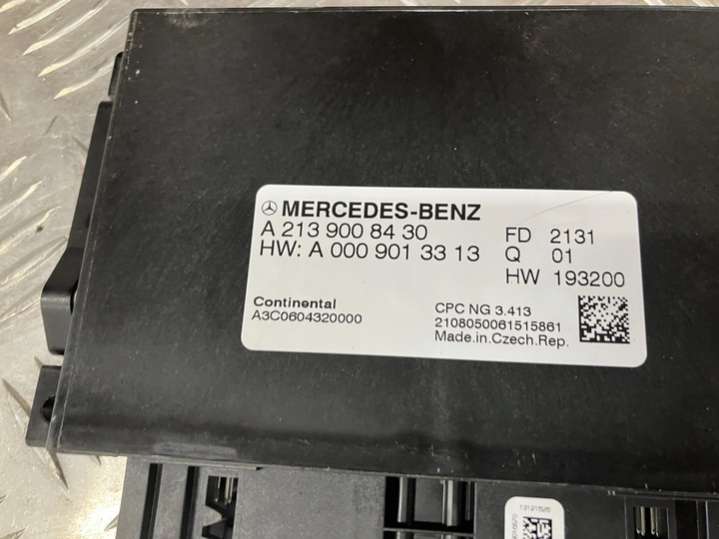 MERCEDES-BENZ
A 213 900 84 30
HW: A 000 901 33 13
FD 2131
Q 01
HW 193200
Continental
A3C0604320000
CPC NG 3.413
2108050061515861
Made.in.Czech.Rep.